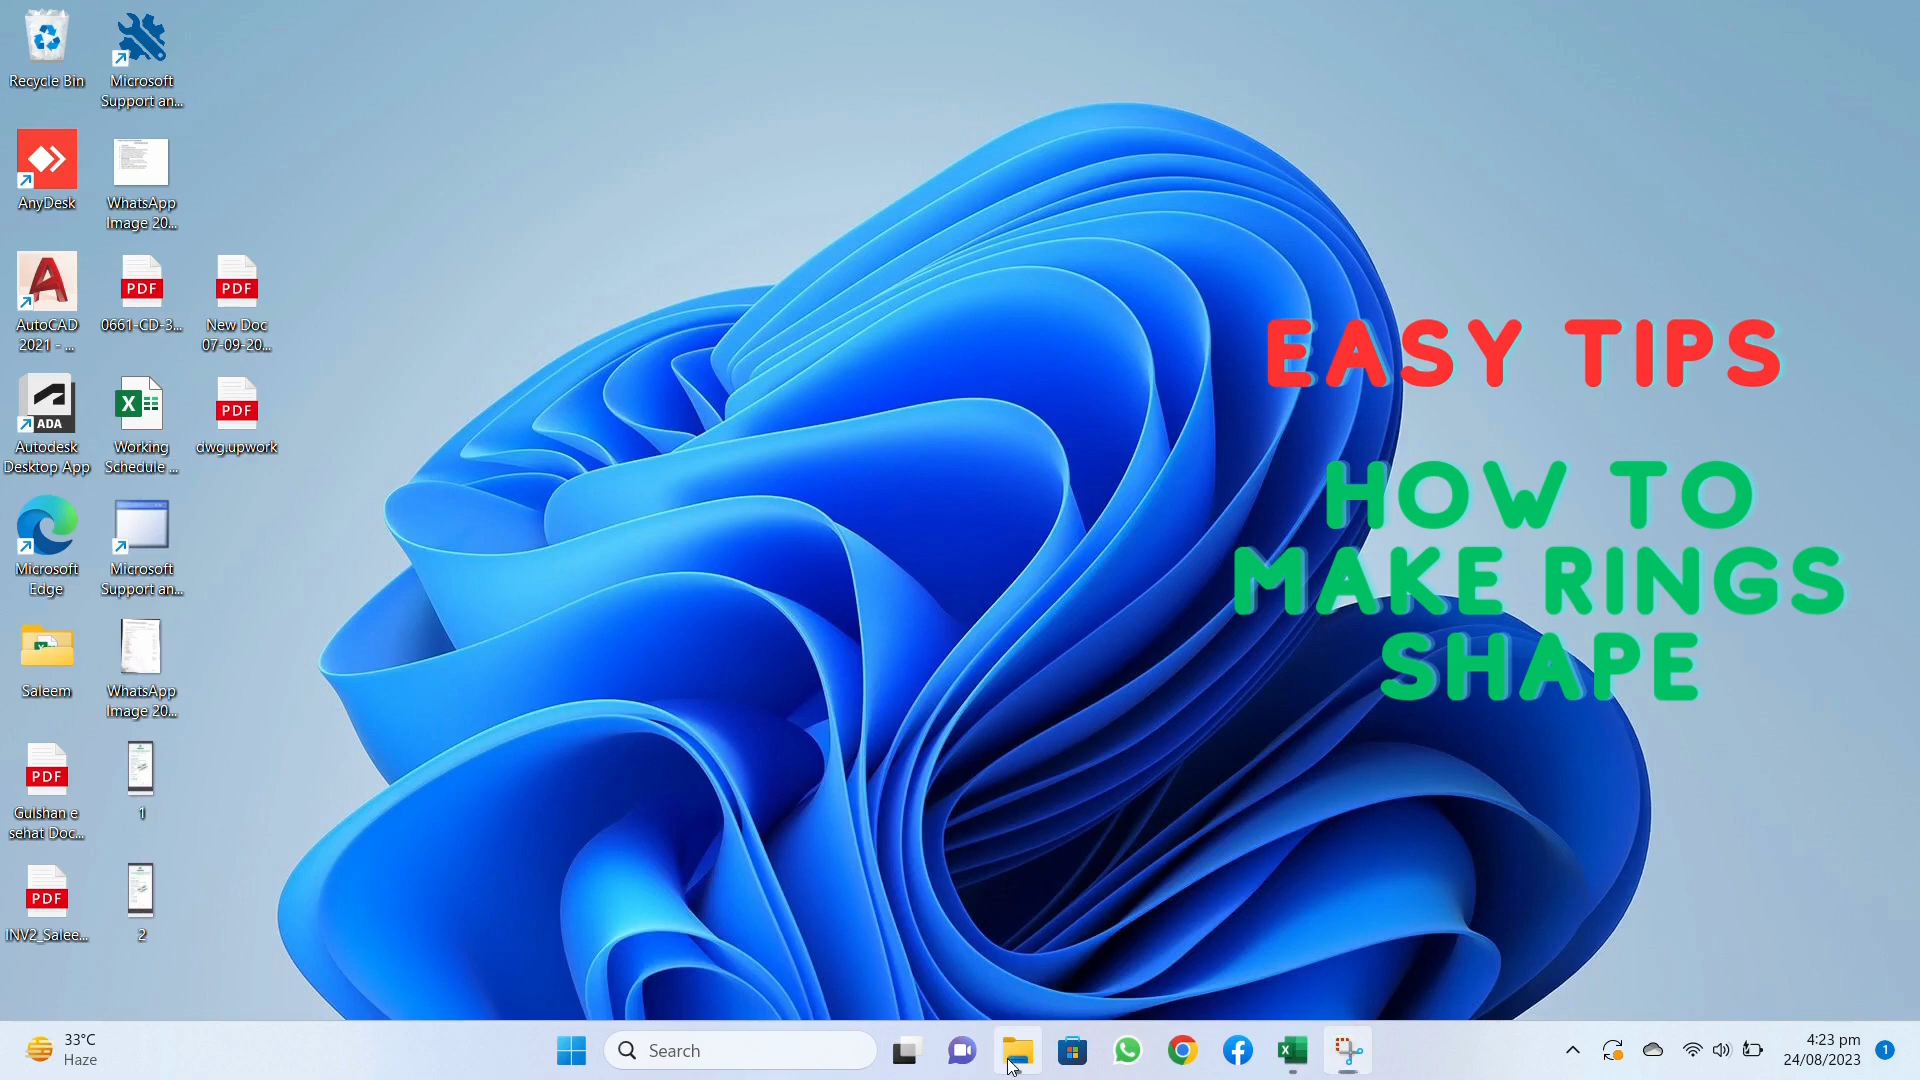 Recycle Bin
Microsoft
Support an...
AnyDesk
WhatsApp
Image 20...
AutoCAD
2021 - ...
PDF
0661-CD-3...
PDF
New Doc
07-09-20...
ADA
Autodesk
Desktop App
X
Working
Schedule ...
PDF
dwg.upwork
Microsoft
Edge
Microsoft
Support an...
Saleem
WhatsApp
Image 20...
PDF
Gulshan e
sehat Doc...
1
PDF
INV2_Salee...
2
EASY TIPS
HOW TO
MAKE RINGS
SHAPE
33°C
Haze
Search
X
4:23 pm
24/08/2023
1